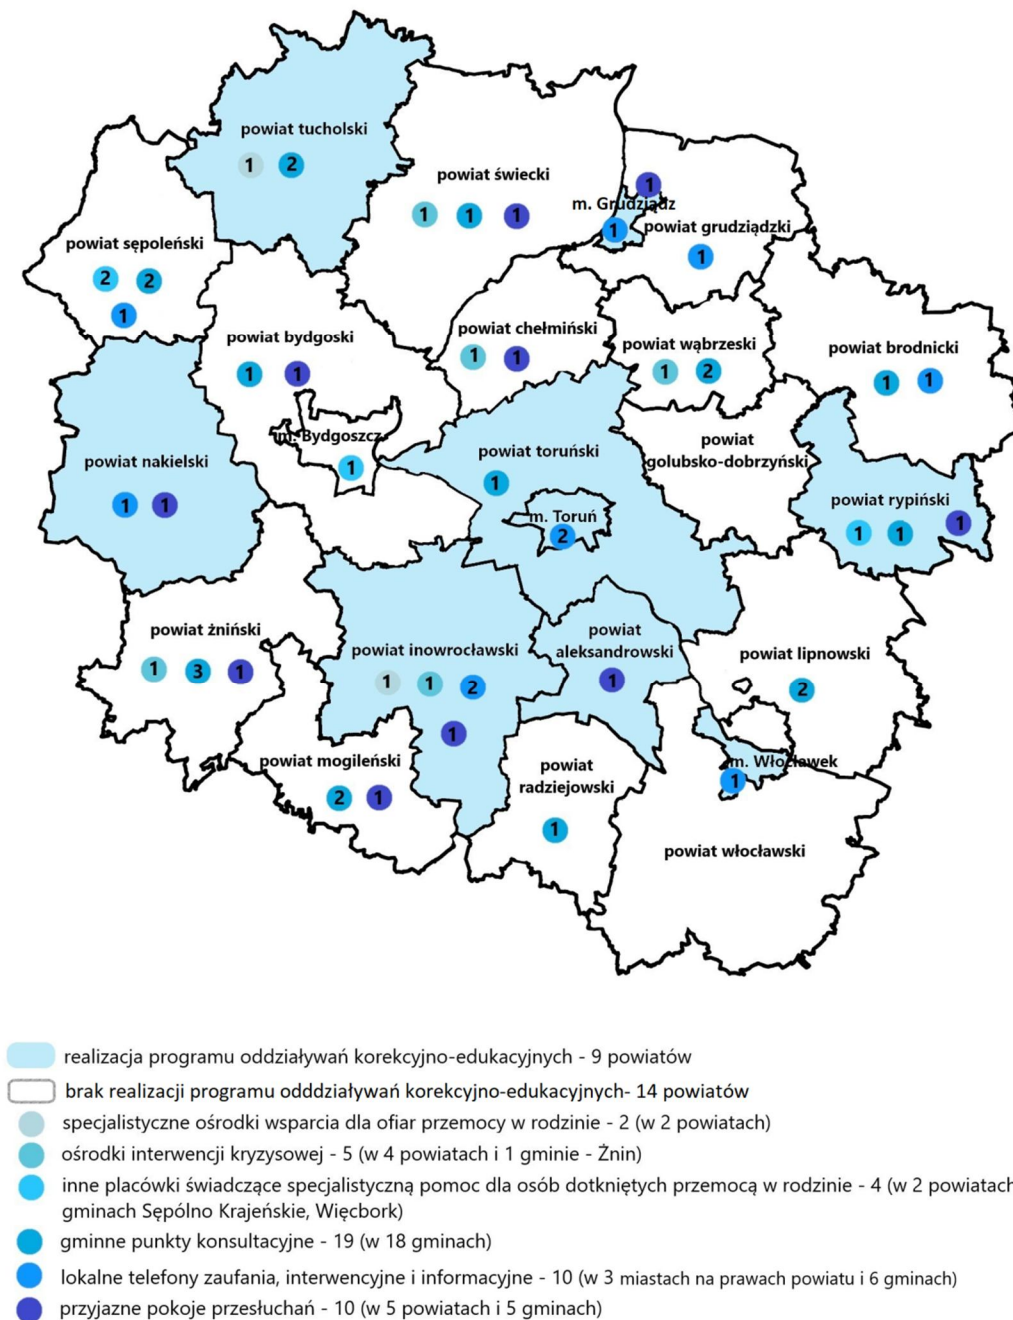 powiat tucholski
1 2
powiat świecki
1 1 1
1
m. Grudziądz
1
powiat grudziądzki
1
powiat sępoleński
2 2
1
powiat bydgoski
1 1
powiat chełmiński
1 1
powiat wąbrzeski
1 2
powiat brodnicki
1 1
m. Bydgoszcz
1
powiat nakielski
1 1
powiat toruński
1
m. Toruń
2
powiat
golubsko-dobrzyński
powiat rypiński
1 1 1
powiat żniński
1 3 1
powiat inowrocławski
1 1 2
1
powiat
aleksandrowski
1
powiat lipnowski
2
powiat mogileński
2 1
powiat
radziejowski
1
m. Włocławek
1
powiat włocławski
realizacja programu oddziaływań korekcyjno-edukacyjnych - 9 powiatów
brak realizacji programu odddziaływań korekcyjno-edukacyjnych- 14 powiatów
specjalistyczne ośrodki wsparcia dla ofiar przemocy w rodzinie - 2 (w 2 powiatach)
ośrodki interwencji kryzysowej - 5 (w 4 powiatach i 1 gminie - Żnin)
inne placówki świadczące specjalistyczną pomoc dla osób dotkniętych przemocą w rodzinie - 4 (w 2 powiatach
gminach Sępólno Krajeńskie, Więcbork)
gminne punkty konsultacyjne - 19 (w 18 gminach)
lokalne telefony zaufania, interwencyjne i informacyjne - 10 (w 3 miastach na prawach powiatu i 6 gminach)
przyjazne pokoje przesłuchań - 10 (w 5 powiatach i 5 gminach)